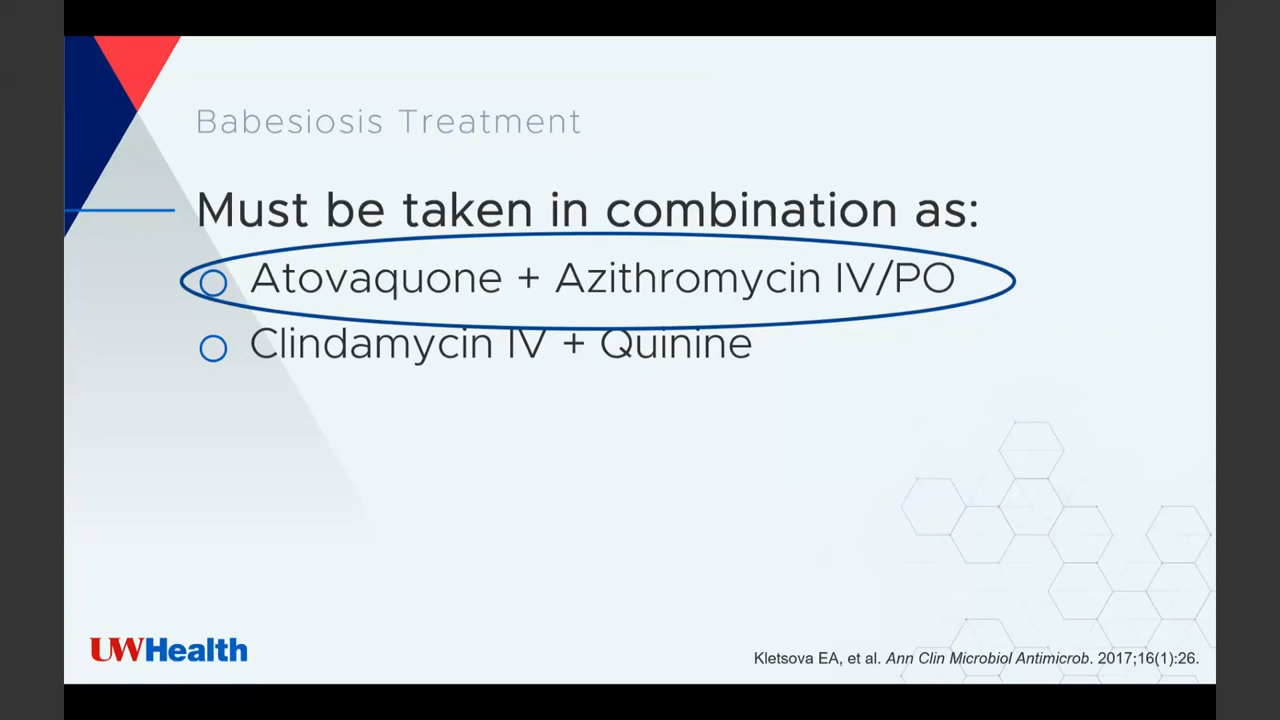 Babesiosis Treatment
Must be taken in combination as:
Atovaquone + Azithromycin IV/PO
Clindamycin IV + Quinine
UWHealth
Kletsova EA, et al. Ann Clin Microbiol Antimicrob. 2017;16(1):26.